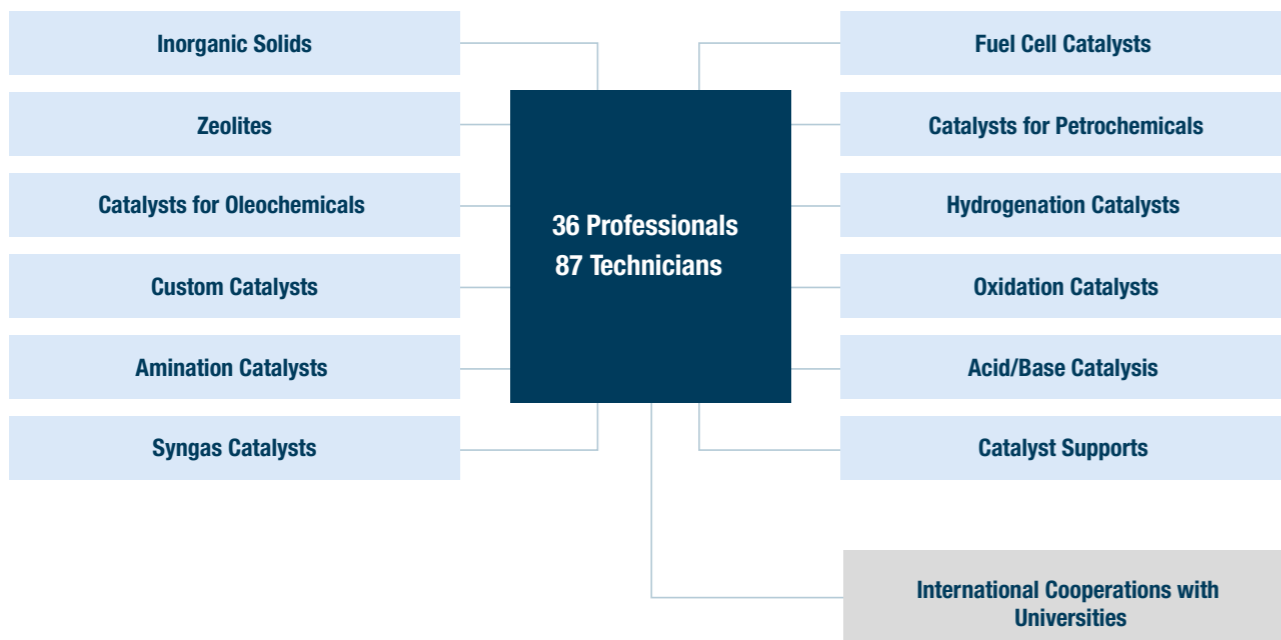 Inorganic Solids
Zeolites
Catalysts for Oleochemicals
Custom Catalysts
Amination Catalysts
Syngas Catalysts
36 Professionals
87 Technicians
Fuel Cell Catalysts
Catalysts for Petrochemicals
Hydrogenation Catalysts
Oxidation Catalysts
Acid/Base Catalysis
Catalyst Supports
International Cooperations with
Universities